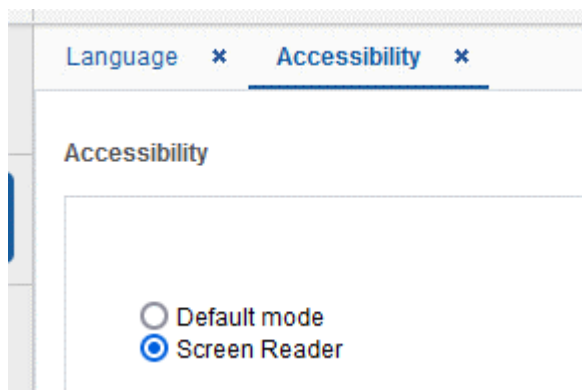 Language × Accessibility ×
Accessibility
Default mode
Screen Reader